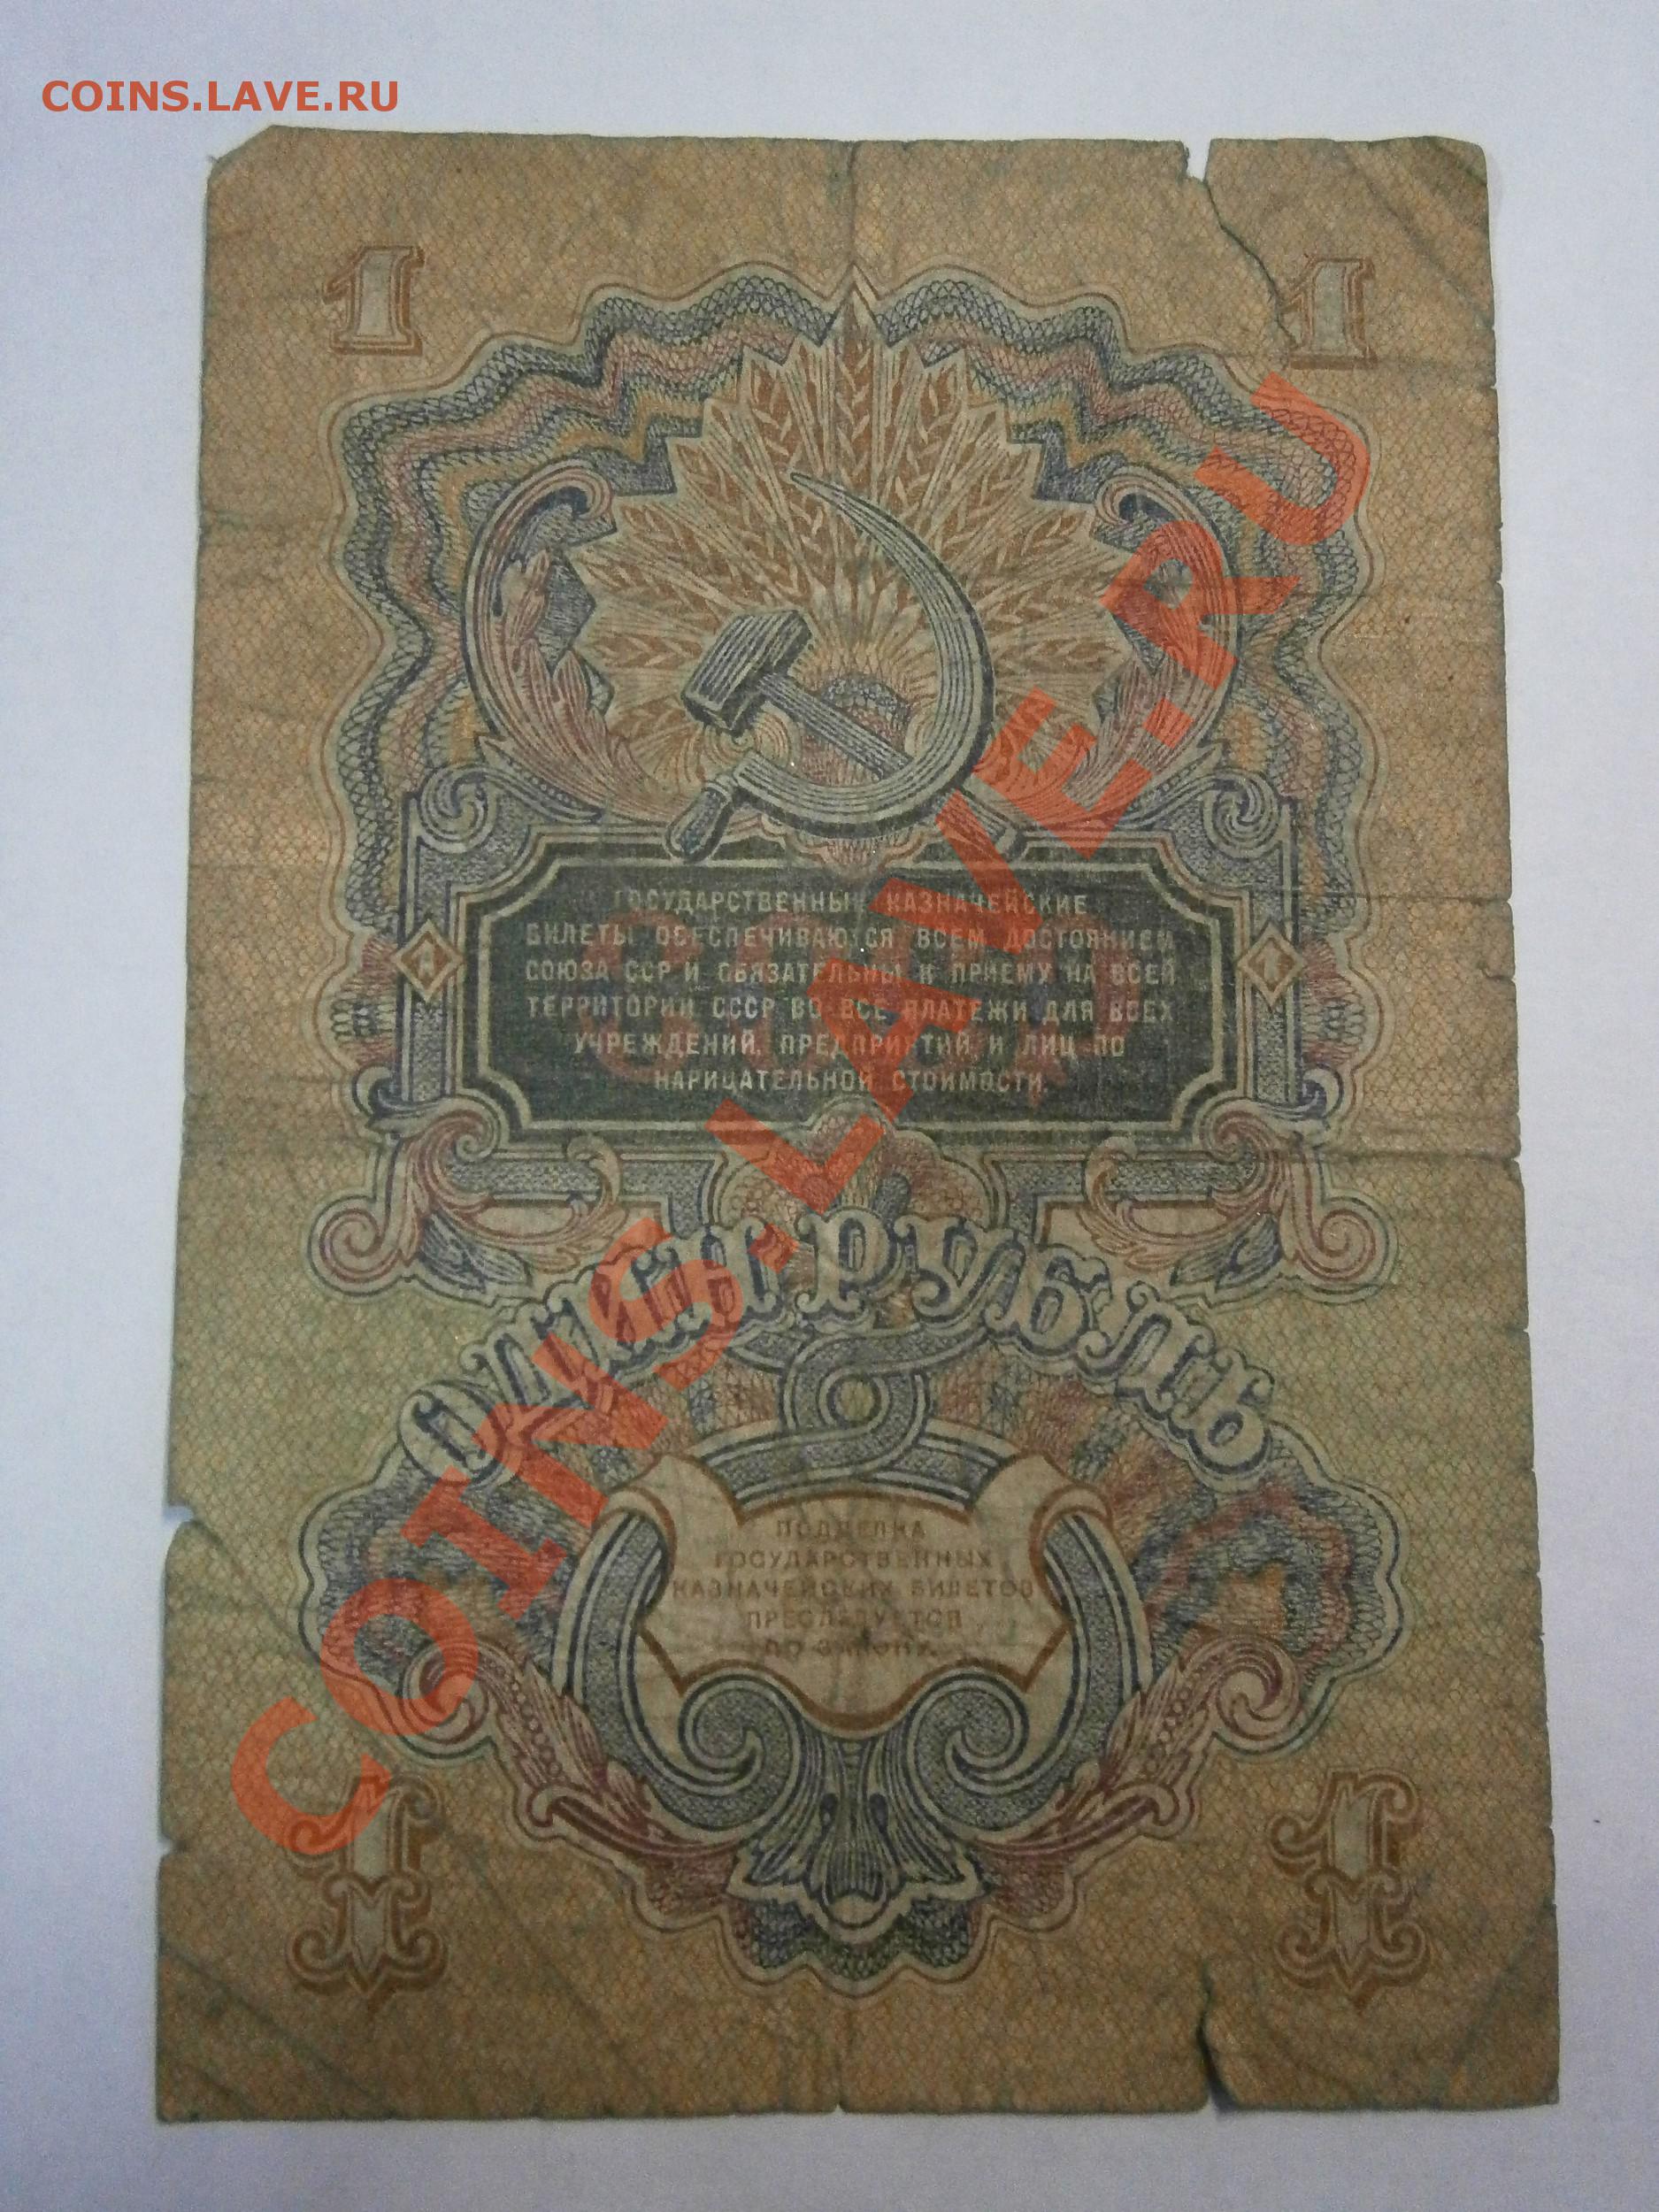 COINS.LAVE.RU
1 1
ГОСУДАРСТВЕННЫЕ КАЗНАЧЕЙСКИЕ
БИЛЕТЫ ОБЕСПЕЧИВАЮТСЯ ВСЕМ ДОСТОЯНИЕМ
СОЮЗА ССР И ОБЯЗАТЕЛЬНЫ К ПРИЕМУ НА ВСЕЙ
1 1
ТЕРРИТОРИИ СССР ВО ВСЕ ПЛАТЕЖИ ДЛЯ ВСЕХ
УЧРЕЖДЕНИЙ, ПРЕДПРИЯТИЙ И ЛИЦ ПО
НАРИЦАТЕЛЬНОЙ СТОИМОСТИ.
ОДИН РУБЛЬ
ПОДДЕЛКА
ГОСУДАРСТВЕННЫХ
КАЗНАЧЕЙСКИХ БИЛЕТОВ
ПРЕСЛЕДУЕТСЯ
ПО ЗАКОНУ.
1 1
COINS.LAVE.RU